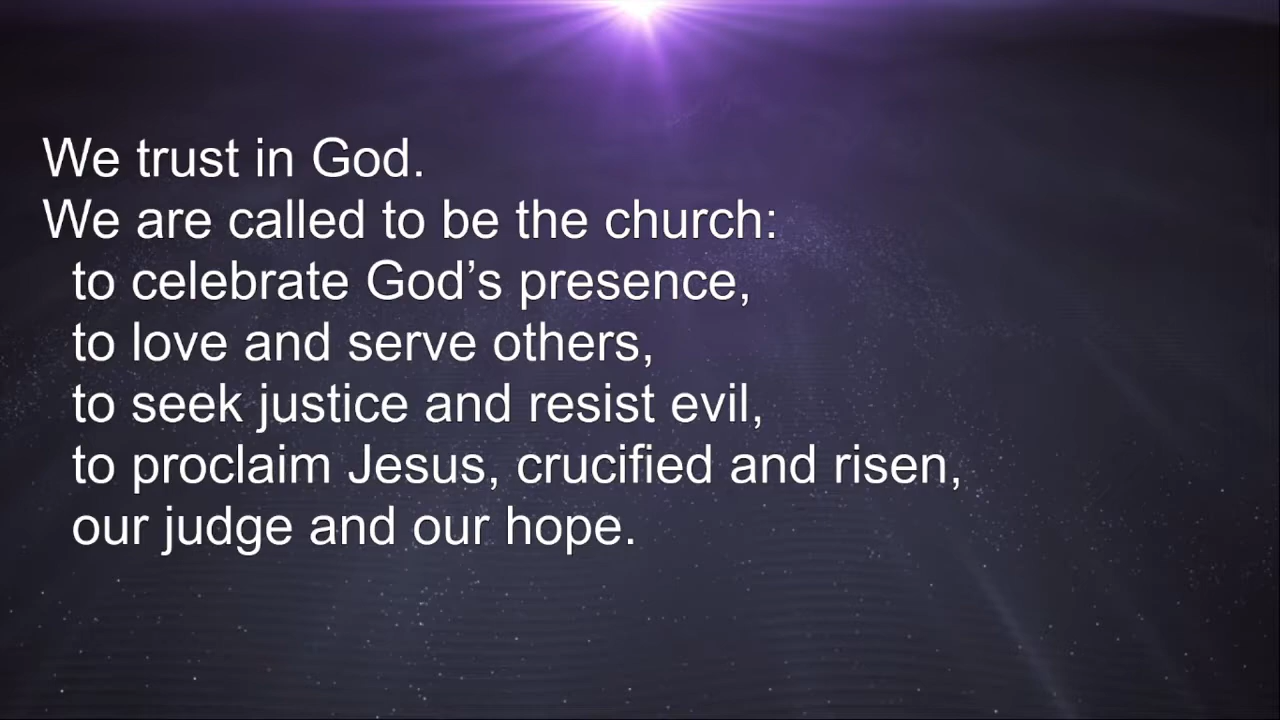 We trust in God.
We are called to be the church:
to celebrate God’s presence,
to love and serve others,
to seek justice and resist evil,
to proclaim Jesus, crucified and risen,
our judge and our hope.